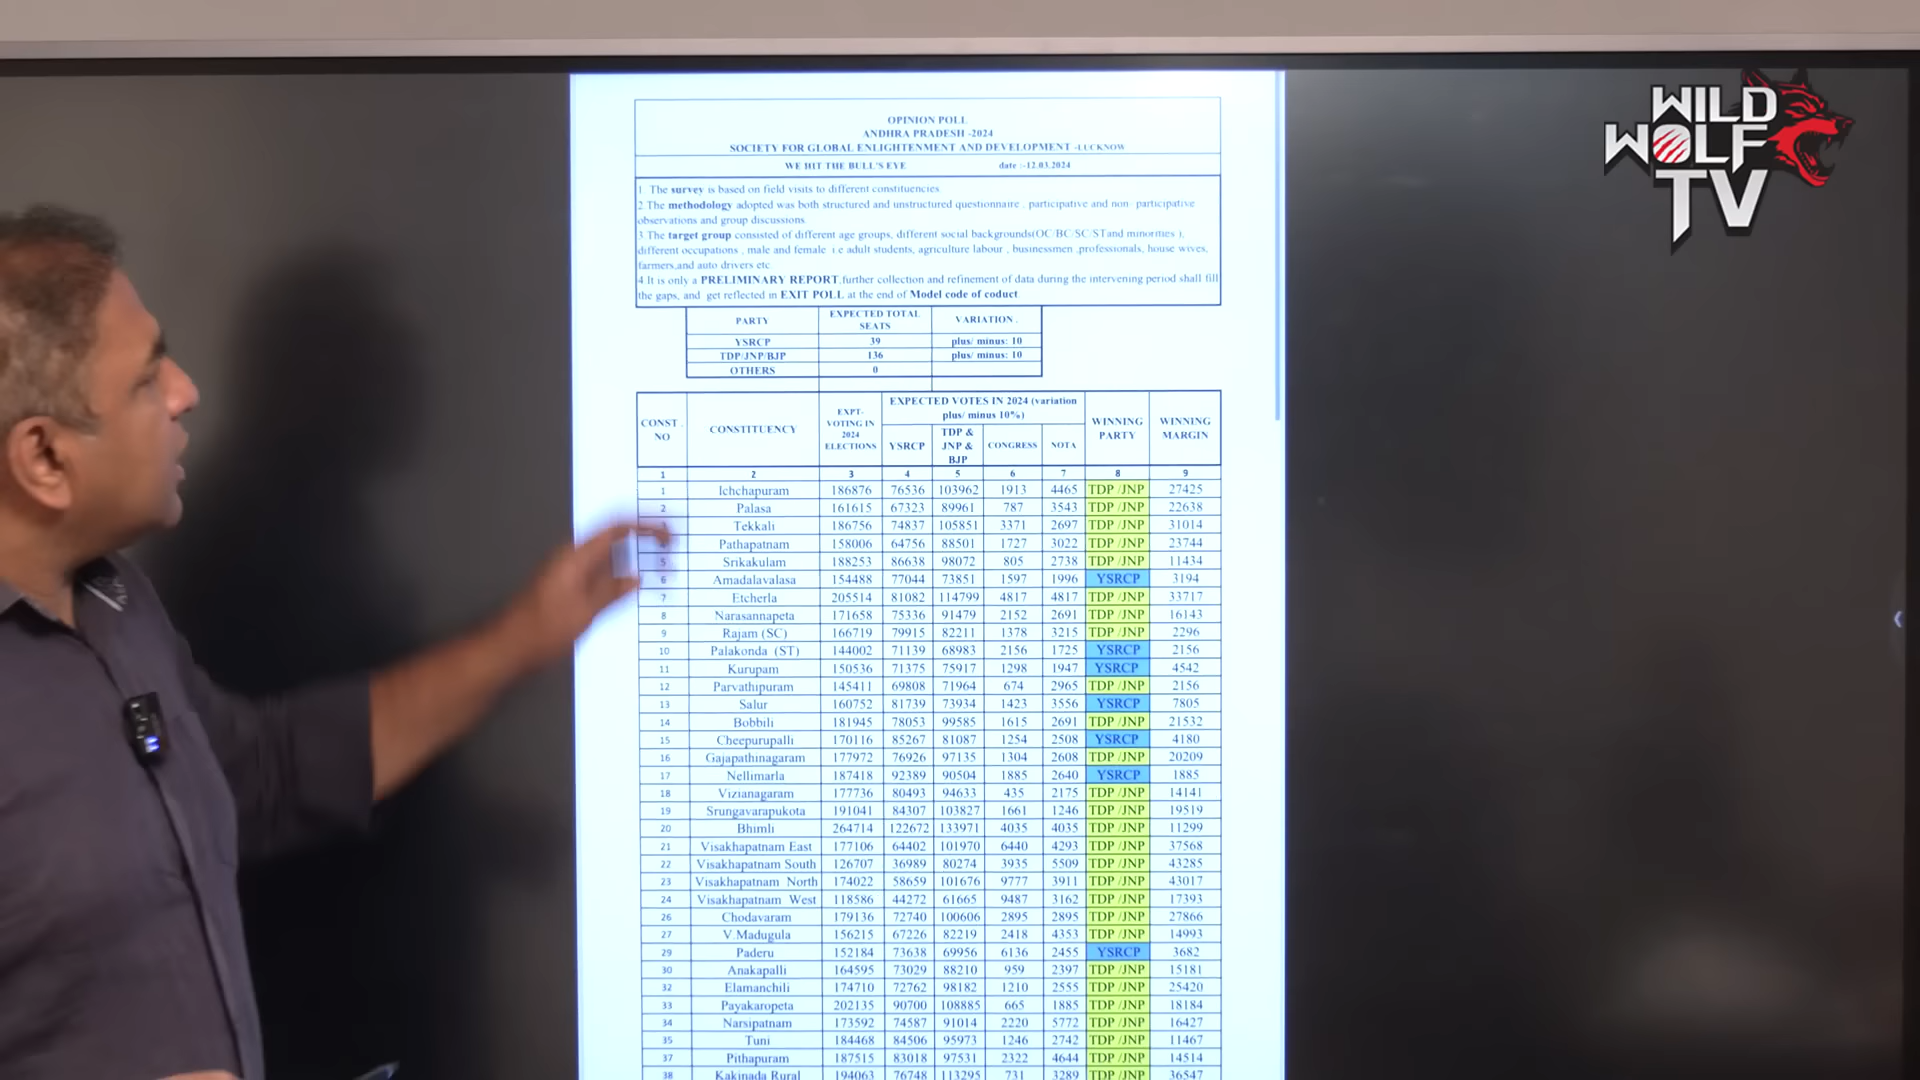 WILD
WOLF
TV
OPINION POLL
ANDHRA PRADESH -2024
SOCIETY FOR GLOBAL ENLIGHTENMENT AND DEVELOPMENT -LUCKNOW
WE HIT THE BULL'S EYE date :-12.03.2024
1. The survey is based on field visits to different constituencies
2.The methodology adopted was both structured and unstructured questionnaire , participative and non- participative
observations and group discussions
3.The target group consisted of different age groups, different social backgrounds(OC/BC/SC/STand minorities ),
different occupations , male and female i.e adult students, agriculture labour , businessmen ,professionals, house wives,
farmers,and auto drivers etc
4.It is only a PRELIMINARY REPORT,further collection and refinement of data during the intervening period shall fill
the gaps, and get reflected in EXIT POLL at the end of Model code of coduct
PARTY EXPECTED TOTAL SEATS VARIATION .
YSRCP 39 plus/ minus: 10
TDP/JNP/BJP 136 plus/ minus: 10
OTHERS 0
CONST. NO CONSTITUENCY EXPT- VOTING IN 2024 ELECTIONS EXPECTED VOTES IN 2024 (variation plus/ minus 10%) WINNING PARTY WINNING MARGIN
YSRCP TDP & JNP & BJP CONGRESS NOTA
1 2 3 4 5 6 7 8 9
1 Ichchapuram 186876 76536 103962 1913 4465 TDP /JNP 27425
2 Palasa 161615 67323 89961 787 3543 TDP /JNP 22638
Tekkali 186756 74837 105851 3371 2697 TDP /JNP 31014
Pathapatnam 158006 64756 88501 1727 3022 TDP /JNP 23744
5 Srikakulam 188253 86638 98072 805 2738 TDP /JNP 11434
6 Amadalavalasa 154488 77044 73851 1597 1996 YSRCP 3194
7 Etcherla 205514 81082 114799 4817 4817 TDP /JNP 33717
8 Narasannapeta 171658 75336 91479 2152 2691 TDP /JNP 16143
9 Rajam (SC) 166719 79915 82211 1378 3215 TDP /JNP 2296
10 Palakonda (ST) 144002 71139 68983 2156 1725 YSRCP 2156
11 Kurupam 150536 71375 75917 1298 1947 YSRCP 4542
12 Parvathipuram 145411 69808 71964 674 2965 TDP /JNP 2156
13 Salur 160752 81739 73934 1423 3556 YSRCP 7805
14 Bobbili 181945 78053 99585 1615 2691 TDP /JNP 21532
15 Cheepurupalli 170116 85267 81087 1254 2508 YSRCP 4180
16 Gajapathinagaram 177972 76926 97135 1304 2608 TDP /JNP 20209
17 Nellimarla 187418 92389 90504 1885 2640 YSRCP 1885
18 Vizianagaram 177736 80493 94633 435 2175 TDP /JNP 14141
19 Srungavarapukota 191041 84307 103827 1661 1246 TDP /JNP 19519
20 Bhimli 264714 122672 133971 4035 4035 TDP /JNP 11299
21 Visakhapatnam East 177106 64402 101970 6440 4293 TDP /JNP 37568
22 Visakhapatnam South 126707 36989 80274 3935 5509 TDP /JNP 43285
23 Visakhapatnam North 174022 58659 101676 9777 3911 TDP /JNP 43017
24 Visakhapatnam West 118586 44272 61665 9487 3162 TDP /JNP 17393
26 Chodavaram 179136 72740 100606 2895 2895 TDP /JNP 27866
27 V.Madugula 156215 67226 82219 2418 4353 TDP /JNP 14993
29 Paderu 152184 73638 69956 6136 2455 YSRCP 3682
30 Anakapalli 164595 73029 88210 959 2397 TDP /JNP 15181
32 Elamanchili 174710 72762 98182 1210 2555 TDP /JNP 25420
33 Payakaropeta 202135 90700 108885 665 1885 TDP /JNP 18184
34 Narsipatnam 173592 74587 91014 2220 5772 TDP /JNP 16427
35 Tuni 184468 84506 95973 1246 2742 TDP /JNP 11467
37 Pithapuram 187515 83018 97531 2322 4644 TDP /JNP 14514
38 Kakinada Rural 194063 76748 113295 731 3289 TDP /JNP 36547